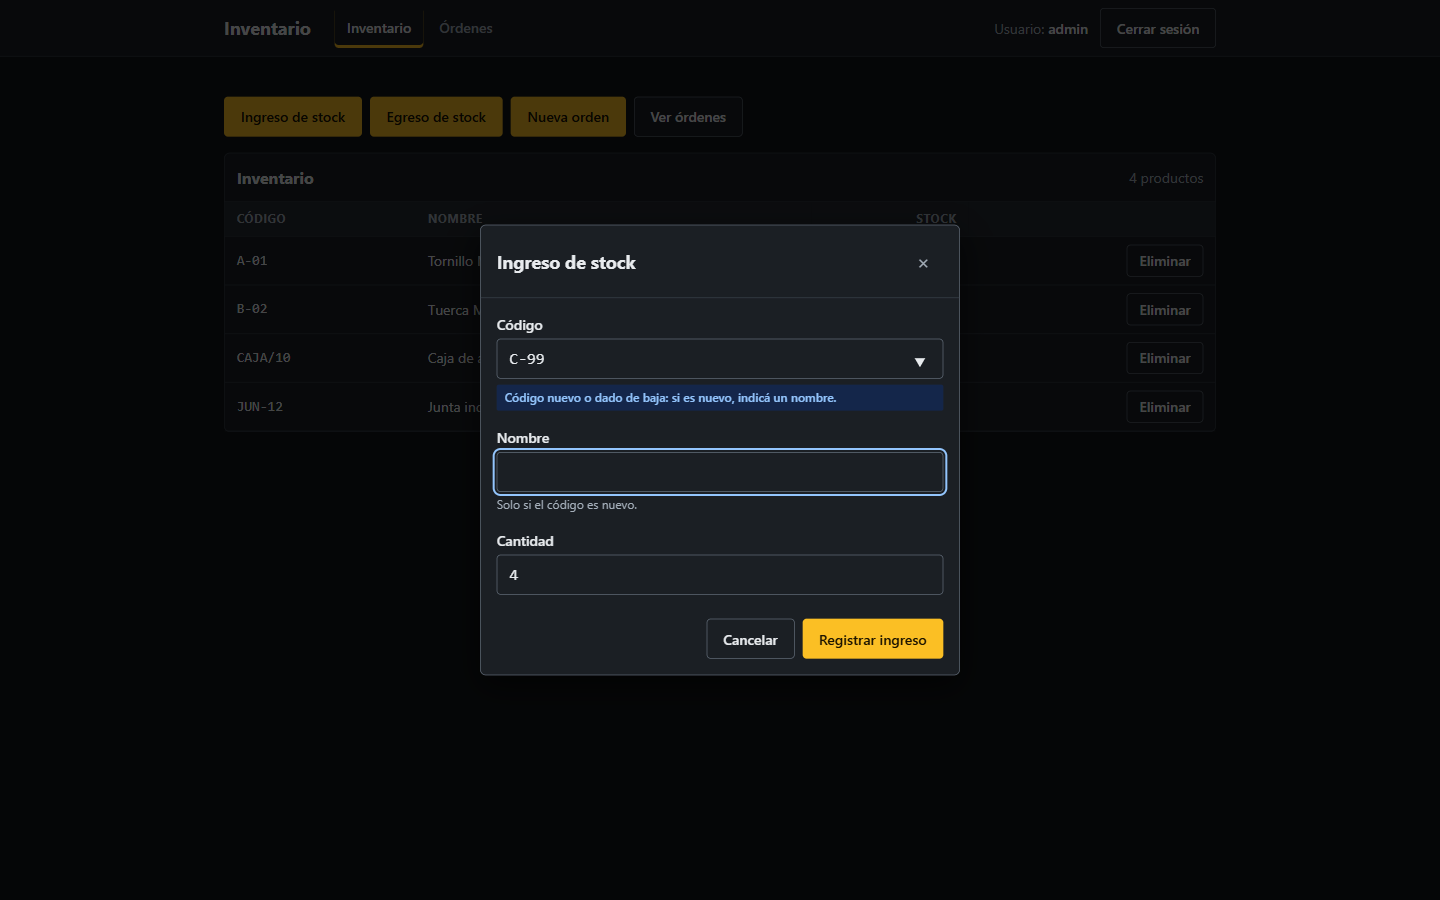 Inventario
Inventario
Órdenes
Usuario: admin
Cerrar sesión
Ingreso de stock
Egreso de stock
Nueva orden
Ver órdenes
Inventario
4 productos
CÓDIGO
NOMBRE
STOCK
A-01
Tornillo
Eliminar
B-02
Tuerca
Eliminar
CAJA/10
Caja de
Eliminar
JUN-12
Junta
Eliminar
Ingreso de stock
×
Código
C-99
Código nuevo o dado de baja: si es nuevo, indicá un nombre.
Nombre
Solo si el código es nuevo.
Cantidad
4
Cancelar
Registrar ingreso